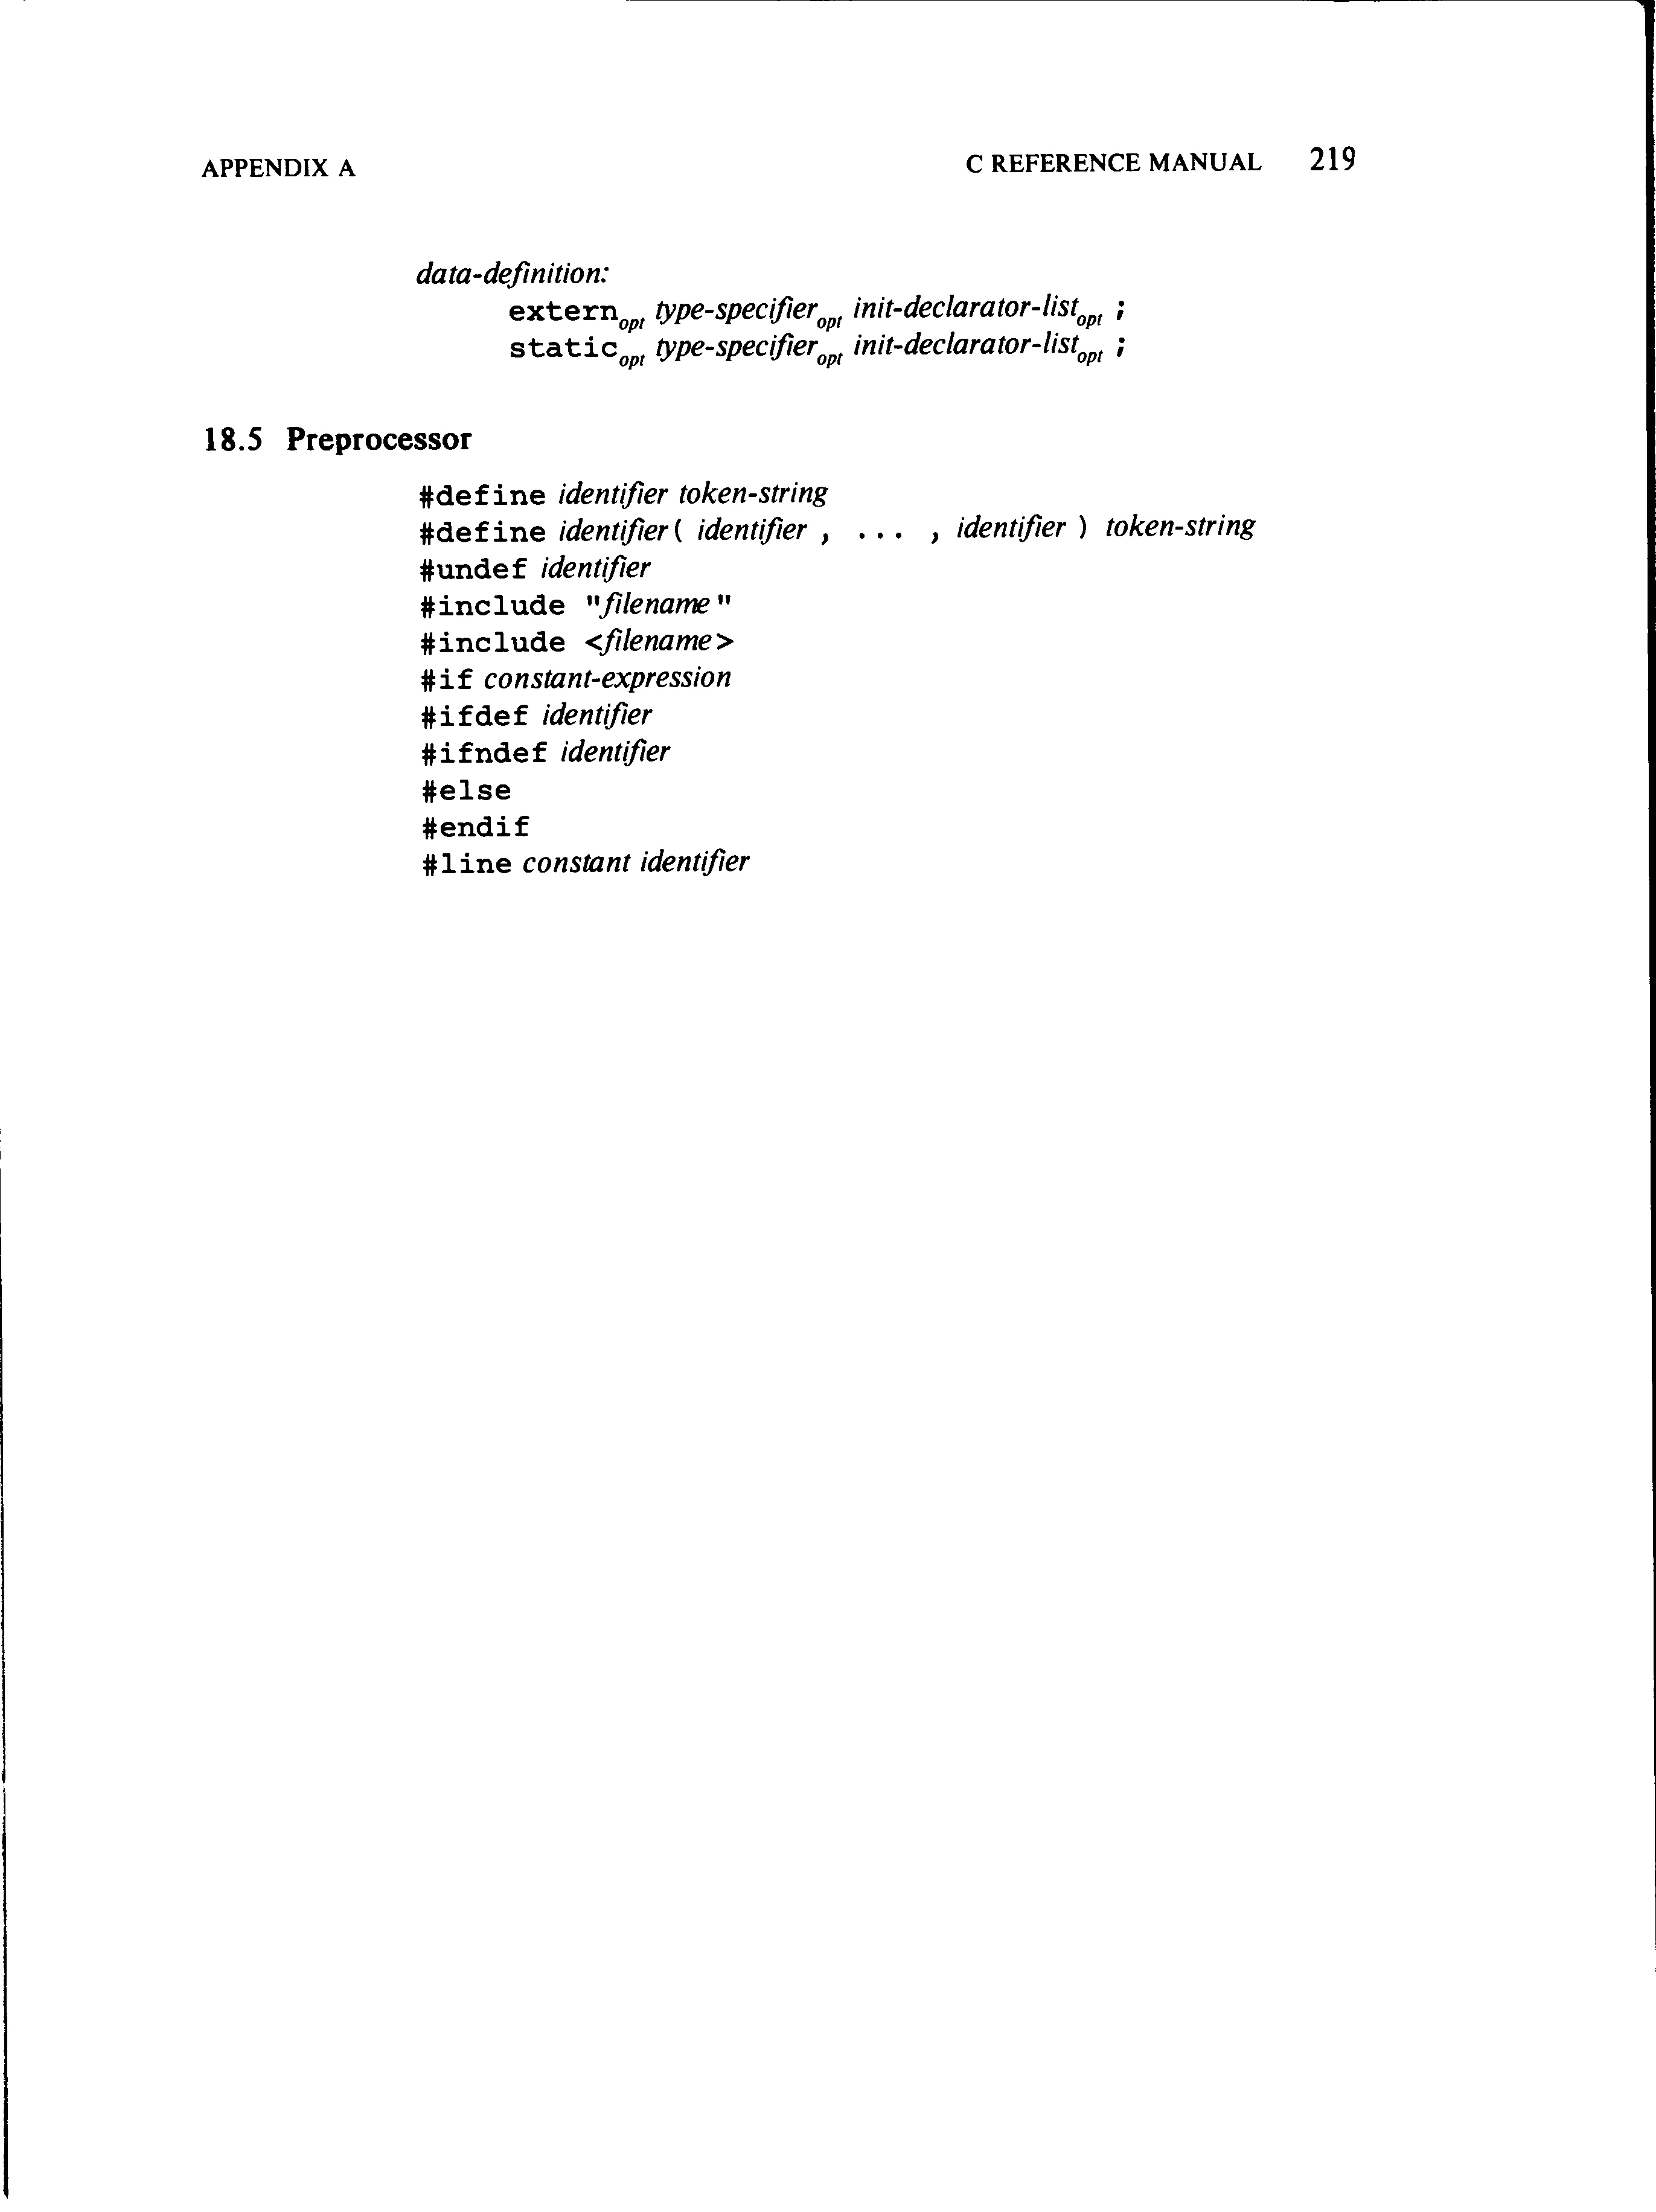 APPENDIX A C REFERENCE MANUAL 219
data-definition:
extern opt type-specifier opt init-declarator-list opt ;
static opt type-specifier opt init-declarator-list opt ;
18.5 Preprocessor
#define identifier token-string
#define identifier( identifier , ... , identifier ) token-string
#undef identifier
#include "filename"
#include <filename>
#if constant-expression
#ifdef identifier
#ifndef identifier
#else
#endif
#line constant identifier